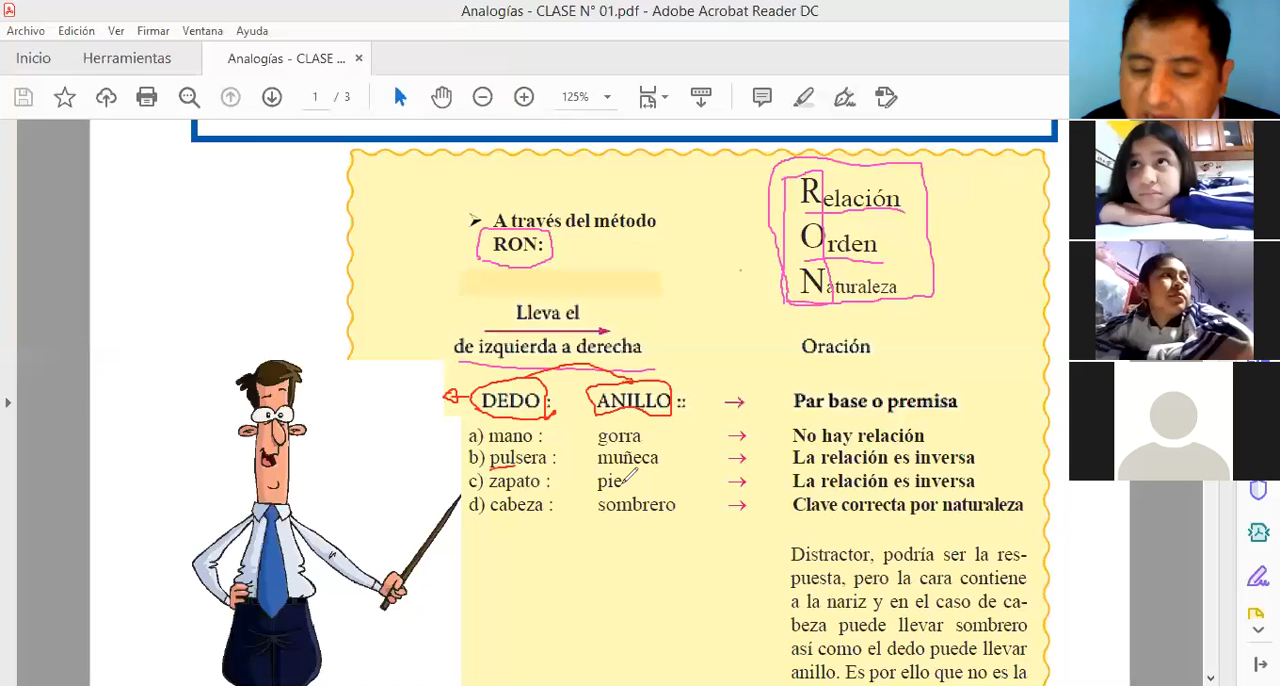 Analogías - CLASE N° 01.pdf - Adobe Acrobat Reader DC
Archivo Edición Ver Firmar Ventana Ayuda
Inicio Herramientas Analogías - CLASE ... ×
1 / 3 125%
➤ A través del método
RON:
Relación
Orden
Naturaleza
Lleva el
de izquierda a derecha Oración
DEDO : ANILLO :: → Par base o premisa
a) mano : gorra → No hay relación
b) pulsera : muñeca → La relación es inversa
c) zapato : pie → La relación es inversa
d) cabeza : sombrero → Clave correcta por naturaleza
Distractor, podría ser la res-
puesta, pero la cara contiene
a la nariz y en el caso de ca-
beza puede llevar sombrero
así como el dedo puede llevar
anillo. Es por ello que no es la